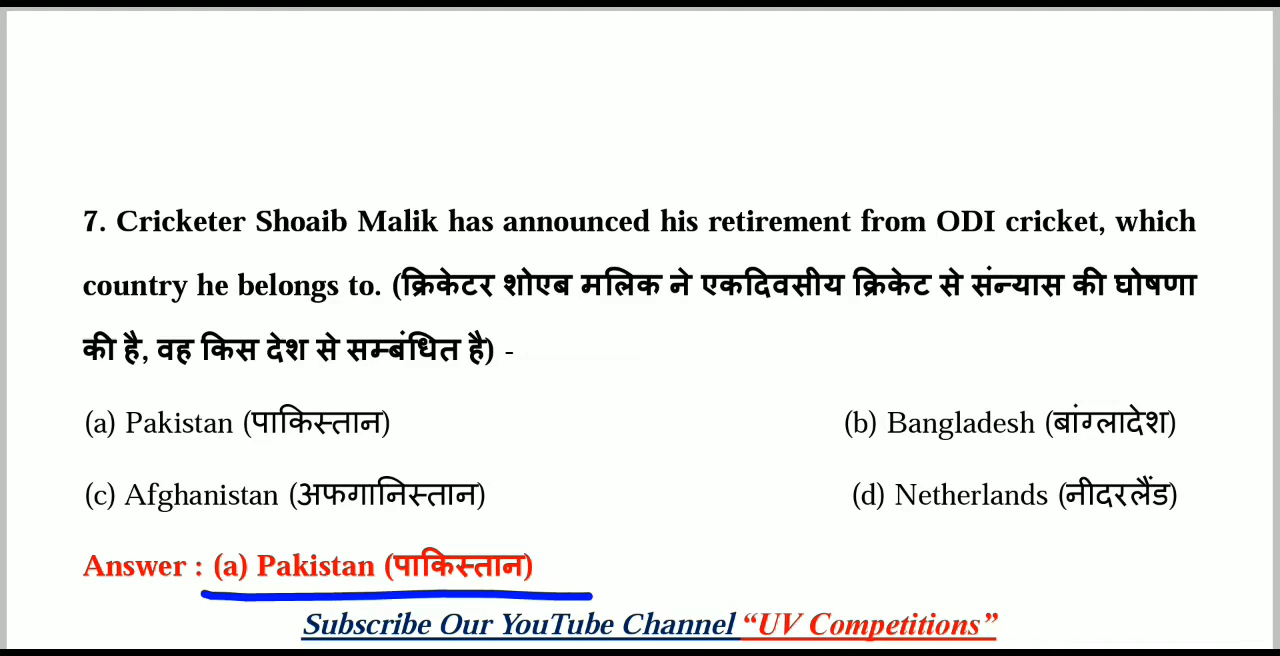 7. Cricketer Shoaib Malik has announced his retirement from ODI cricket, which
country he belongs to. (क्रिकेटर शोएब मलिक ने एकदिवसीय क्रिकेट से संन्यास की घोषणा
की है, वह किस देश से सम्बंधित है) -
(a) Pakistan (पाकिस्तान) (b) Bangladesh (बांग्लादेश)
(c) Afghanistan (अफगानिस्तान) (d) Netherlands (नीदरलैंड)
Answer : (a) Pakistan (पाकिस्तान)
Subscribe Our YouTube Channel “UV Competitions”